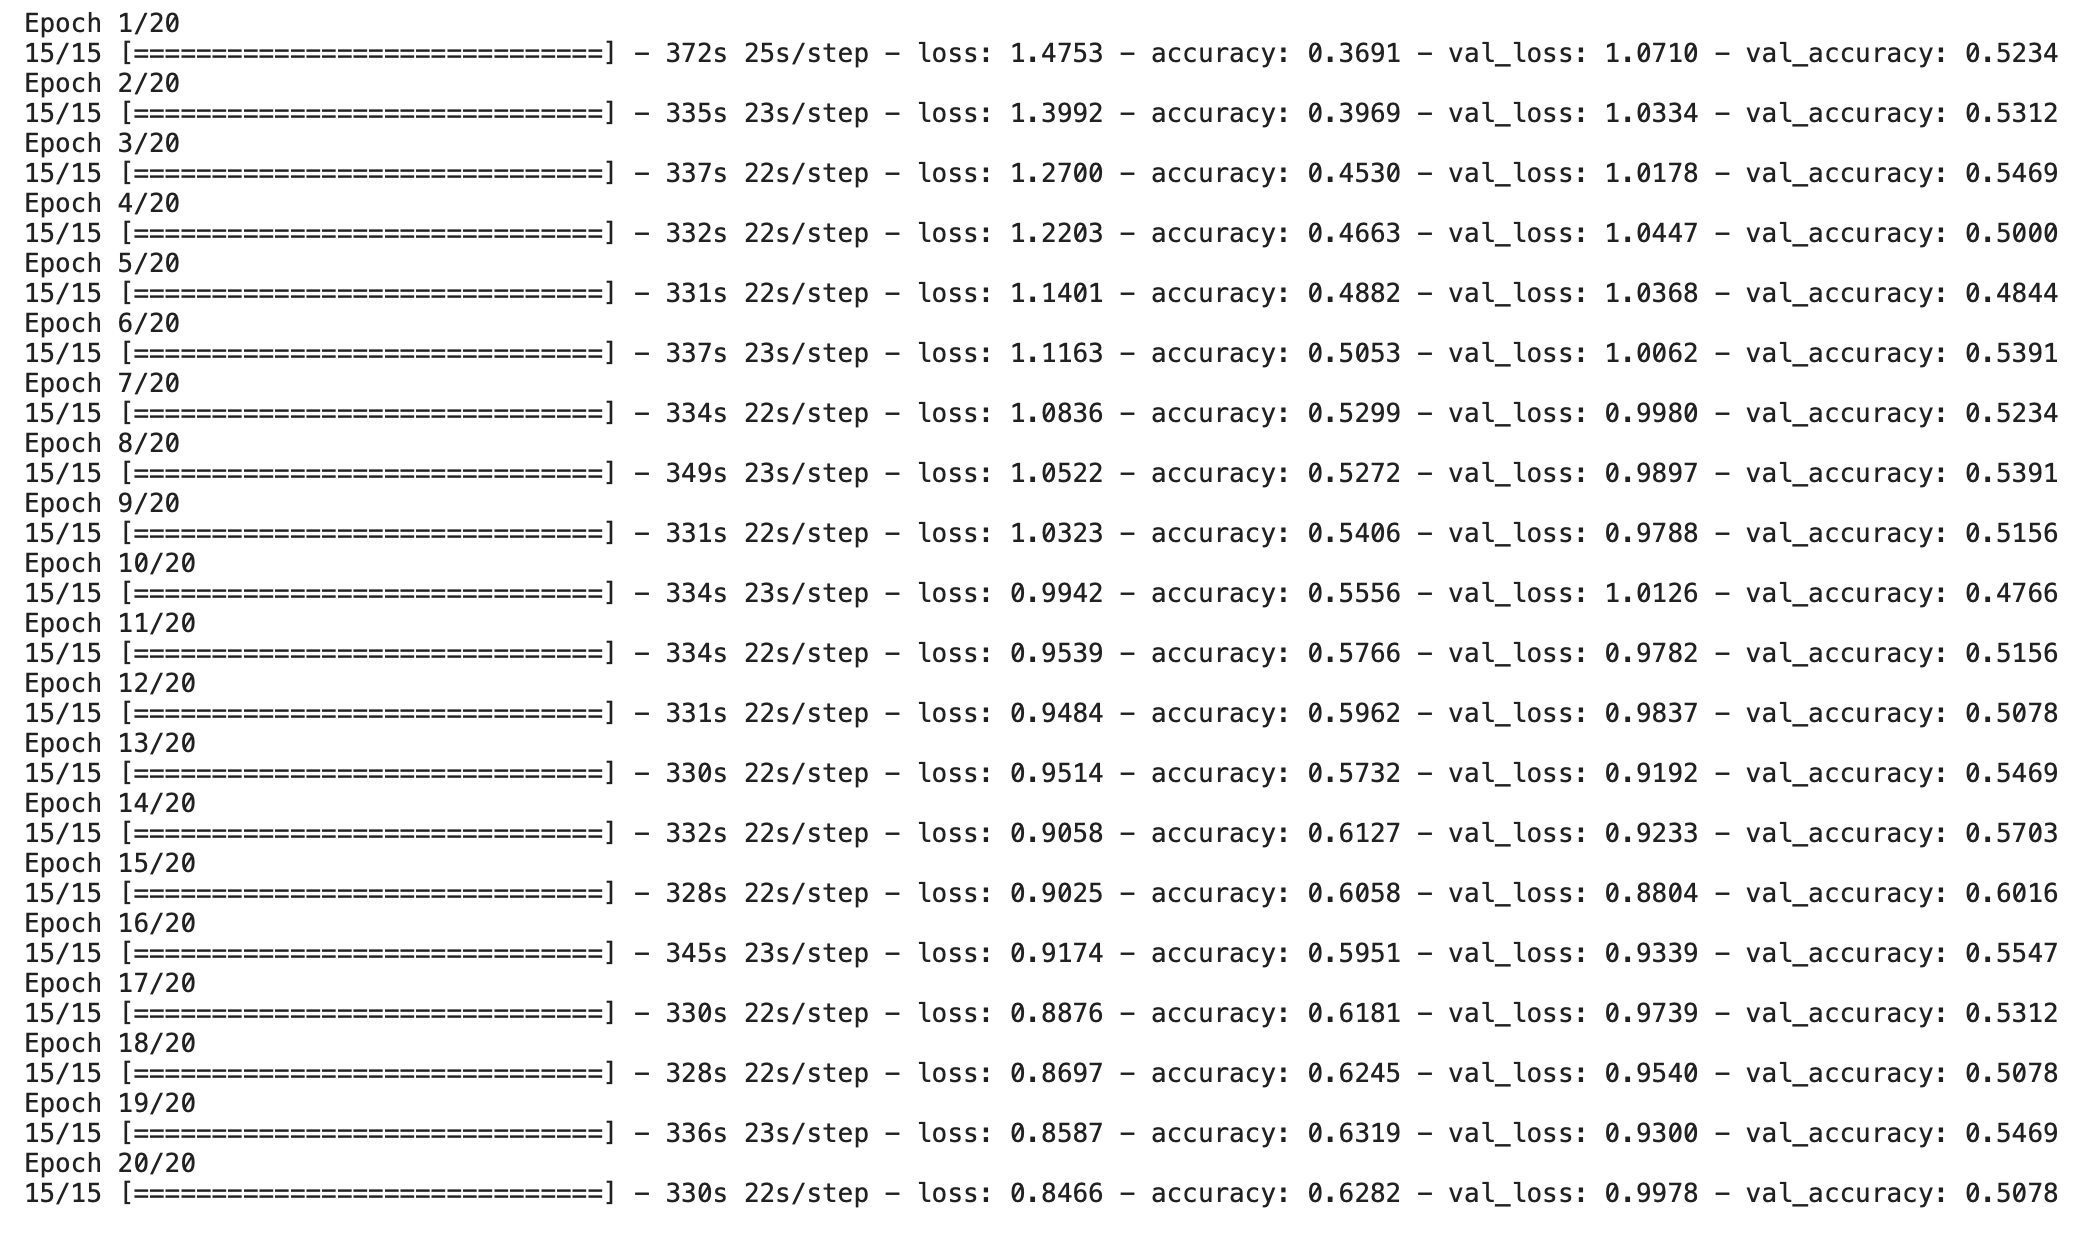 Epoch 1/20
15/15 [==============================] - 372s 25s/step - loss: 1.4753 - accuracy: 0.3691 - val_loss: 1.0710 - val_accuracy: 0.5234
Epoch 2/20
15/15 [==============================] - 335s 23s/step - loss: 1.3992 - accuracy: 0.3969 - val_loss: 1.0334 - val_accuracy: 0.5312
Epoch 3/20
15/15 [==============================] - 337s 22s/step - loss: 1.2700 - accuracy: 0.4530 - val_loss: 1.0178 - val_accuracy: 0.5469
Epoch 4/20
15/15 [==============================] - 332s 22s/step - loss: 1.2203 - accuracy: 0.4663 - val_loss: 1.0447 - val_accuracy: 0.5000
Epoch 5/20
15/15 [==============================] - 331s 22s/step - loss: 1.1401 - accuracy: 0.4882 - val_loss: 1.0368 - val_accuracy: 0.4844
Epoch 6/20
15/15 [==============================] - 337s 23s/step - loss: 1.1163 - accuracy: 0.5053 - val_loss: 1.0062 - val_accuracy: 0.5391
Epoch 7/20
15/15 [==============================] - 334s 22s/step - loss: 1.0836 - accuracy: 0.5299 - val_loss: 0.9980 - val_accuracy: 0.5234
Epoch 8/20
15/15 [==============================] - 349s 23s/step - loss: 1.0522 - accuracy: 0.5272 - val_loss: 0.9897 - val_accuracy: 0.5391
Epoch 9/20
15/15 [==============================] - 331s 22s/step - loss: 1.0323 - accuracy: 0.5406 - val_loss: 0.9788 - val_accuracy: 0.5156
Epoch 10/20
15/15 [==============================] - 334s 23s/step - loss: 0.9942 - accuracy: 0.5556 - val_loss: 1.0126 - val_accuracy: 0.4766
Epoch 11/20
15/15 [==============================] - 334s 22s/step - loss: 0.9539 - accuracy: 0.5766 - val_loss: 0.9782 - val_accuracy: 0.5156
Epoch 12/20
15/15 [==============================] - 331s 22s/step - loss: 0.9484 - accuracy: 0.5962 - val_loss: 0.9837 - val_accuracy: 0.5078
Epoch 13/20
15/15 [==============================] - 330s 22s/step - loss: 0.9514 - accuracy: 0.5732 - val_loss: 0.9192 - val_accuracy: 0.5469
Epoch 14/20
15/15 [==============================] - 332s 22s/step - loss: 0.9058 - accuracy: 0.6127 - val_loss: 0.9233 - val_accuracy: 0.5703
Epoch 15/20
15/15 [==============================] - 328s 22s/step - loss: 0.9025 - accuracy: 0.6058 - val_loss: 0.8804 - val_accuracy: 0.6016
Epoch 16/20
15/15 [==============================] - 345s 23s/step - loss: 0.9174 - accuracy: 0.5951 - val_loss: 0.9339 - val_accuracy: 0.5547
Epoch 17/20
15/15 [==============================] - 330s 22s/step - loss: 0.8876 - accuracy: 0.6181 - val_loss: 0.9739 - val_accuracy: 0.5312
Epoch 18/20
15/15 [==============================] - 328s 22s/step - loss: 0.8697 - accuracy: 0.6245 - val_loss: 0.9540 - val_accuracy: 0.5078
Epoch 19/20
15/15 [==============================] - 336s 23s/step - loss: 0.8587 - accuracy: 0.6319 - val_loss: 0.9300 - val_accuracy: 0.5469
Epoch 20/20
15/15 [==============================] - 330s 22s/step - loss: 0.8466 - accuracy: 0.6282 - val_loss: 0.9978 - val_accuracy: 0.5078